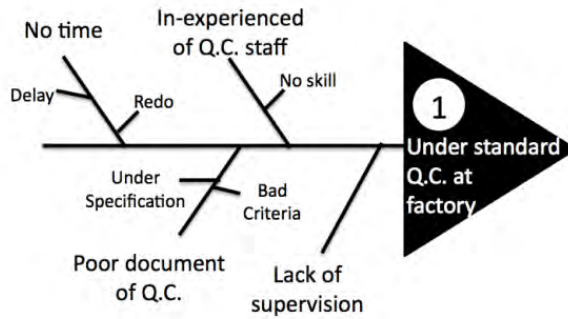 No time
In-experienced
of Q.C. staff
Delay
Redo
No skill
1
Under standard
Q.C. at
factory
Under
Specification
Bad
Criteria
Poor document
of Q.C.
Lack of
supervision